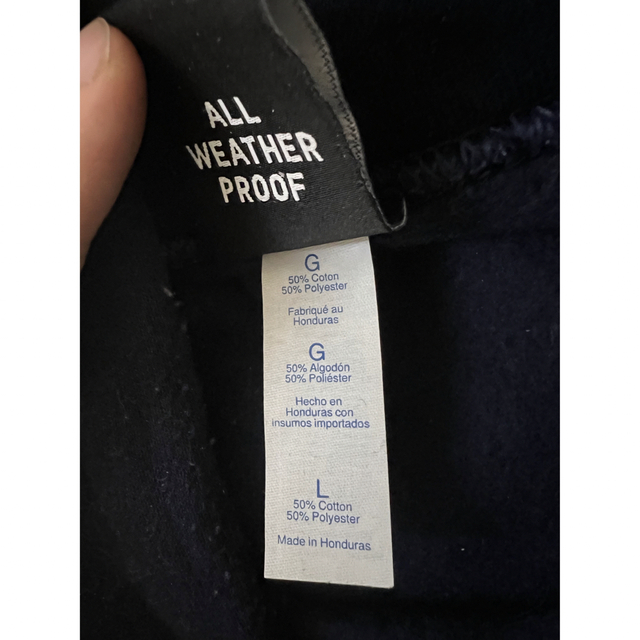 ALL
WEATHER
PROOF
G
50% Coton
50% Polyester
Fabriqué au
Honduras
G
50% Algodón
50% Poliéster
Hecho en
Honduras con
insumos importados
L
50% Cotton
50% Polyester
Made in Honduras